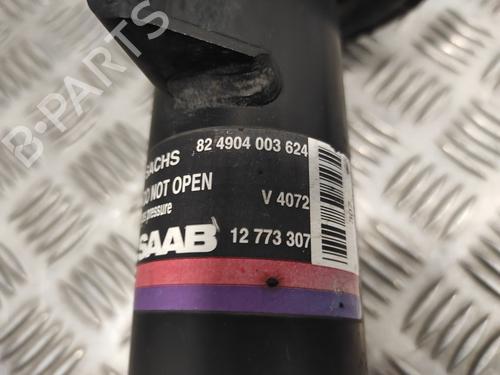 B-Parts
SACHS 82 4904 003 624
DO NOT OPEN
pressure V 4072
SAAB 12 773 307